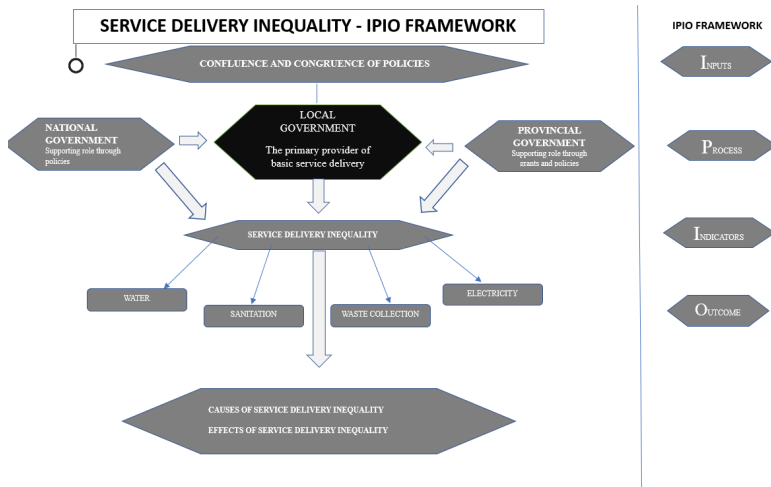 SERVICE DELIVERY INEQUALITY - IPIO FRAMEWORK
CONFLUENCE AND CONGRUENCE OF POLICIES
LOCAL
GOVERNMENT
The primary provider of
basic service delivery
NATIONAL
GOVERNMENT
Supporting role through
policies
PROVINCIAL
GOVERNMENT
Supporting role through
grants and policies
SERVICE DELIVERY INEQUALITY
WATER
SANITATION
WASTE COLLECTION
ELECTRICITY
CAUSES OF SERVICE DELIVERY INEQUALITY
EFFECTS OF SERVICE DELIVERY INEQUALITY
IPIO FRAMEWORK
INPUTS
PROCESS
INDICATORS
OUTCOME